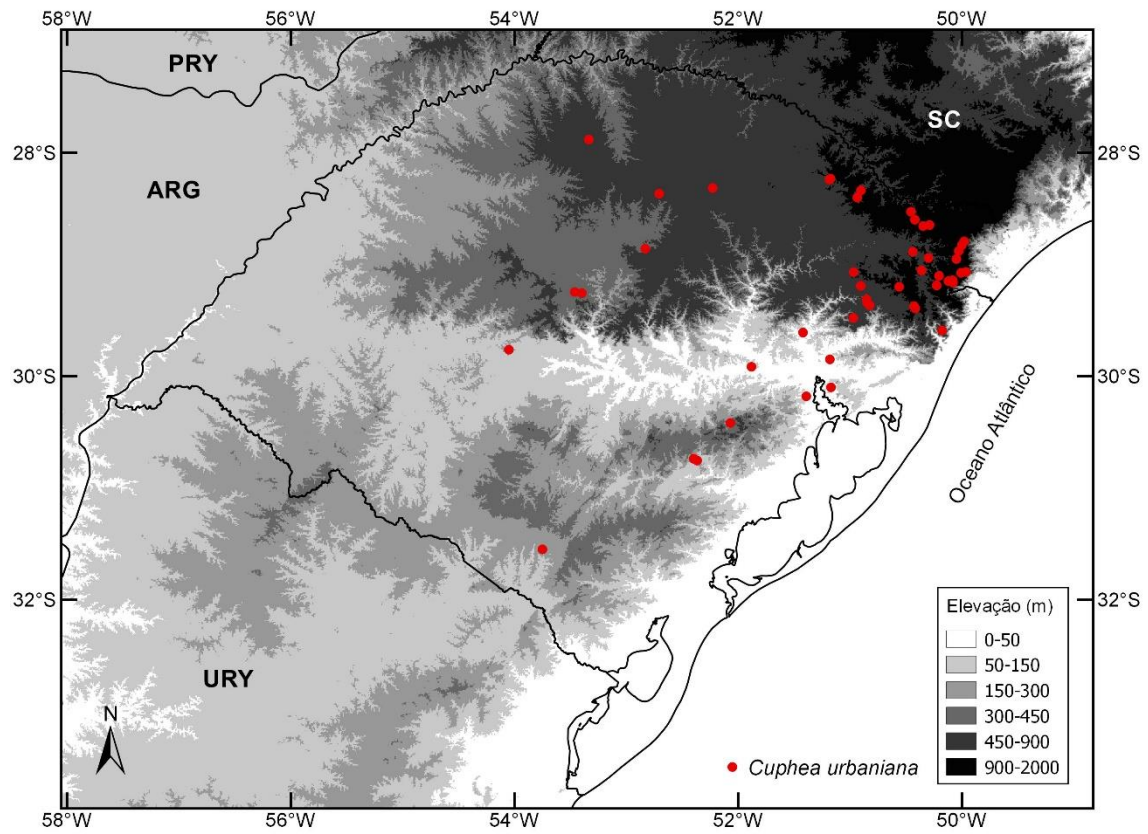 58°W 56°W 54°W 52°W 50°W
PRY
SC
28°S 28°S
ARG
30°S 30°S
Oceano Atlântico
32°S 32°S
URY
N
Elevação (m)
0-50
50-150
150-300
300-450
450-900
900-2000
Cuphea urbaniana
58°W 56°W 54°W 52°W 50°W